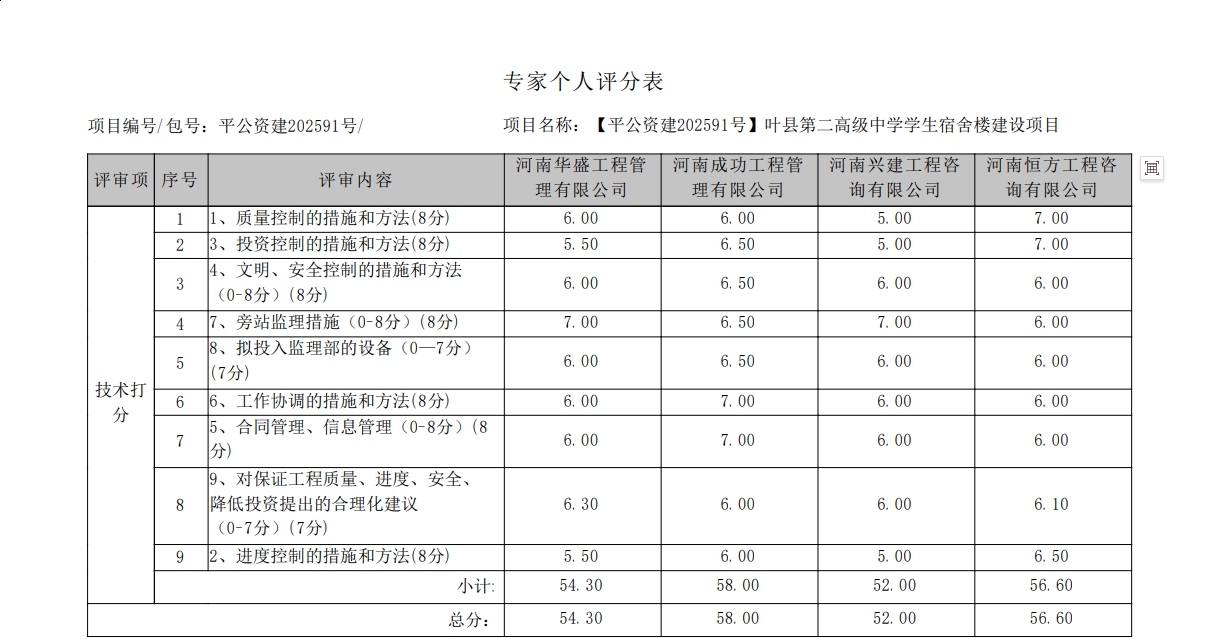 专家个人评分表
项目编号/包号：平公资建202591号/ 项目名称：【平公资建202591号】叶县第二高级中学学生宿舍楼建设项目
评审项 序号 评审内容 河南华盛工程管理有限公司 河南成功工程管理有限公司 河南兴建工程咨询有限公司 河南恒方工程咨询有限公司
技术打分
1 1、质量控制的措施和方法(8分) 6.00 6.00 5.00 7.00
2 3、投资控制的措施和方法(8分) 5.50 6.50 5.00 7.00
3 4、文明、安全控制的措施和方法（0-8分）(8分) 6.00 6.50 6.00 6.00
4 7、旁站监理措施（0-8分）(8分) 7.00 6.50 7.00 6.00
5 8、拟投入监理部的设备（0—7分）(7分) 6.00 6.50 6.00 6.00
6 6、工作协调的措施和方法(8分) 6.00 7.00 6.00 6.00
7 5、合同管理、信息管理（0-8分）(8分) 6.00 7.00 6.00 6.00
8 9、对保证工程质量、进度、安全、降低投资提出的合理化建议（0-7分）(7分) 6.30 6.00 6.00 6.10
9 2、进度控制的措施和方法(8分) 5.50 6.00 5.00 6.50
小计: 54.30 58.00 52.00 56.60
总分： 54.30 58.00 52.00 56.60